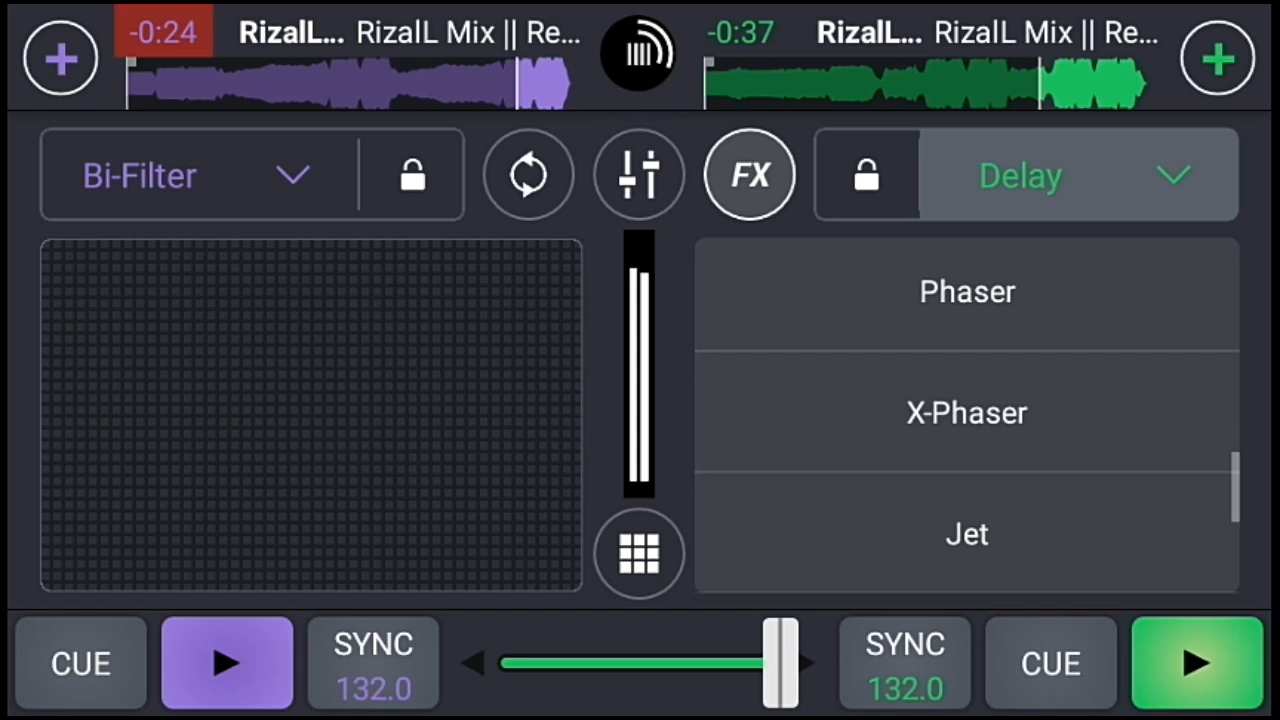 -0:24 RizalL... RizalL Mix || Re...
-0:37 RizalL... RizalL Mix || Re...
Bi-Filter
FX
Delay
Phaser
X-Phaser
Jet
CUE
SYNC
132.0
SYNC
132.0
CUE